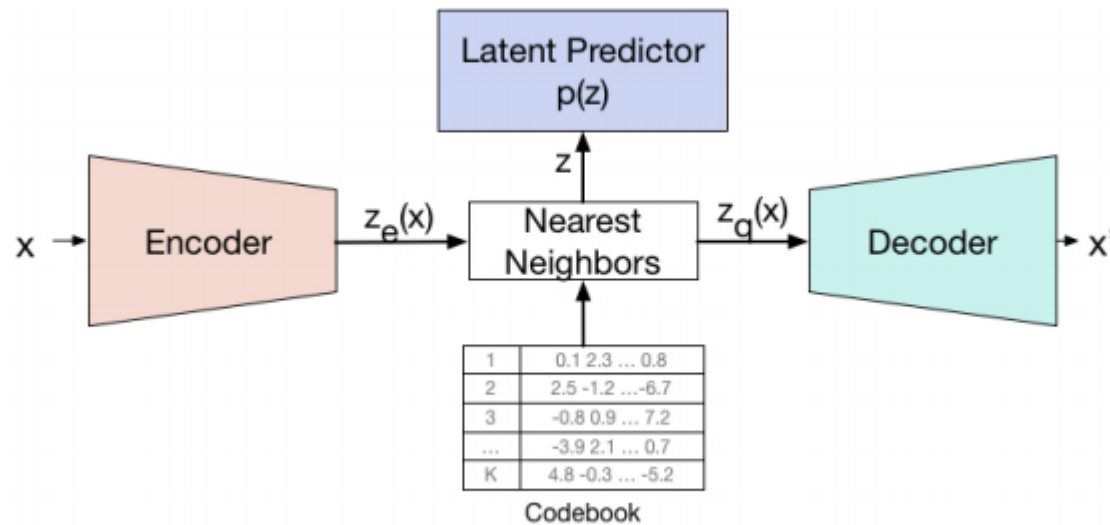 Latent Predictor
p(z)
z
x
Encoder
z_e(x)
Nearest
Neighbors
z_q(x)
Decoder
x'
1 0.1 2.3 ... 0.8
2 2.5 -1.2 ...-6.7
3 -0.8 0.9 ... 7.2
... -3.9 2.1 ... 0.7
K 4.8 -0.3 ... -5.2
Codebook